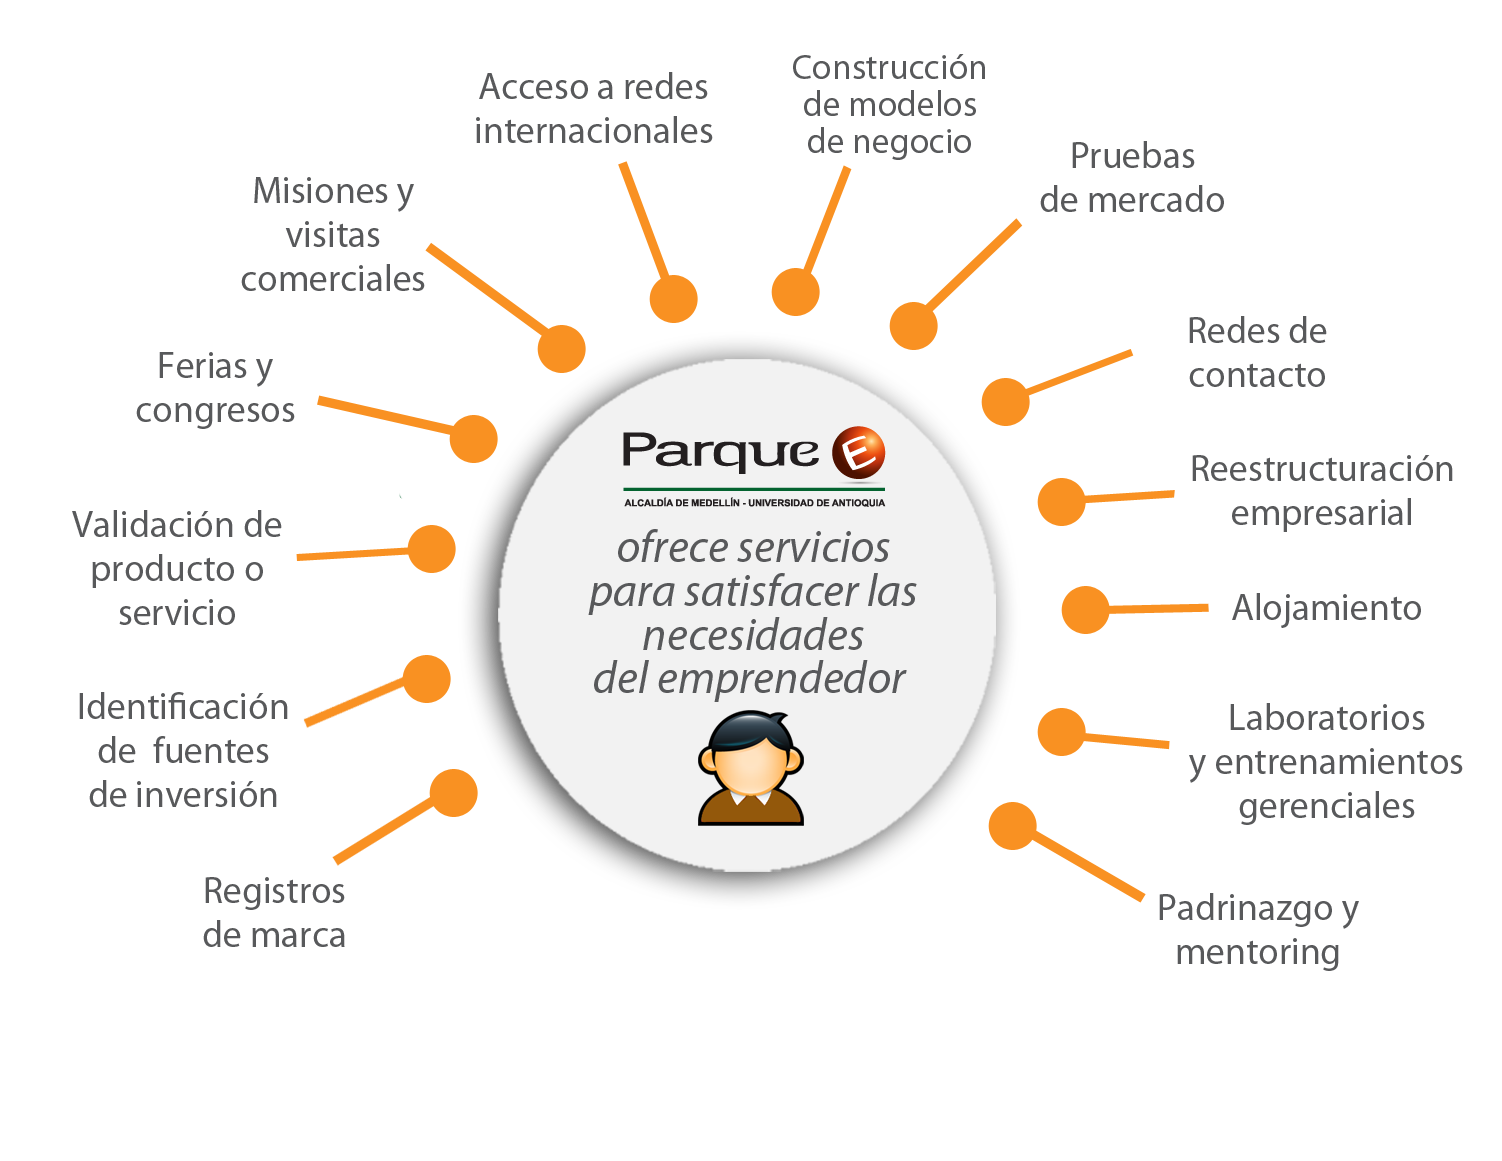 Acceso a redes
internacionales
Construcción
de modelos
de negocio
Pruebas
de mercado
Misiones y
visitas
comerciales
Redes de
contacto
Ferias y
congresos
Reestructuración
empresarial
Validación de
producto o
servicio
Alojamiento
Identificación
de fuentes
de inversión
Laboratorios
y entrenamientos
gerenciales
Registros
de marca
Padrinazgo y
mentoring
Parque E
ALCALDÍA DE MEDELLÍN - UNIVERSIDAD DE ANTIOQUIA
ofrece servicios
para satisfacer las
necesidades
del emprendedor